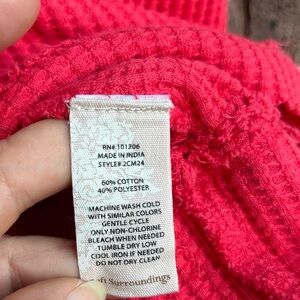 RN# 101206
MADE IN INDIA
STYLE# 2CM24
60% COTTON
40% POLYESTER
MACHINE WASH COLD
WITH SIMILAR COLORS
GENTLE CYCLE
ONLY NON-CHLORINE
BLEACH WHEN NEEDED
TUMBLE DRY LOW
COOL IRON IF NEEDED
DO NOT DRY CLEAN
Soft Surroundings